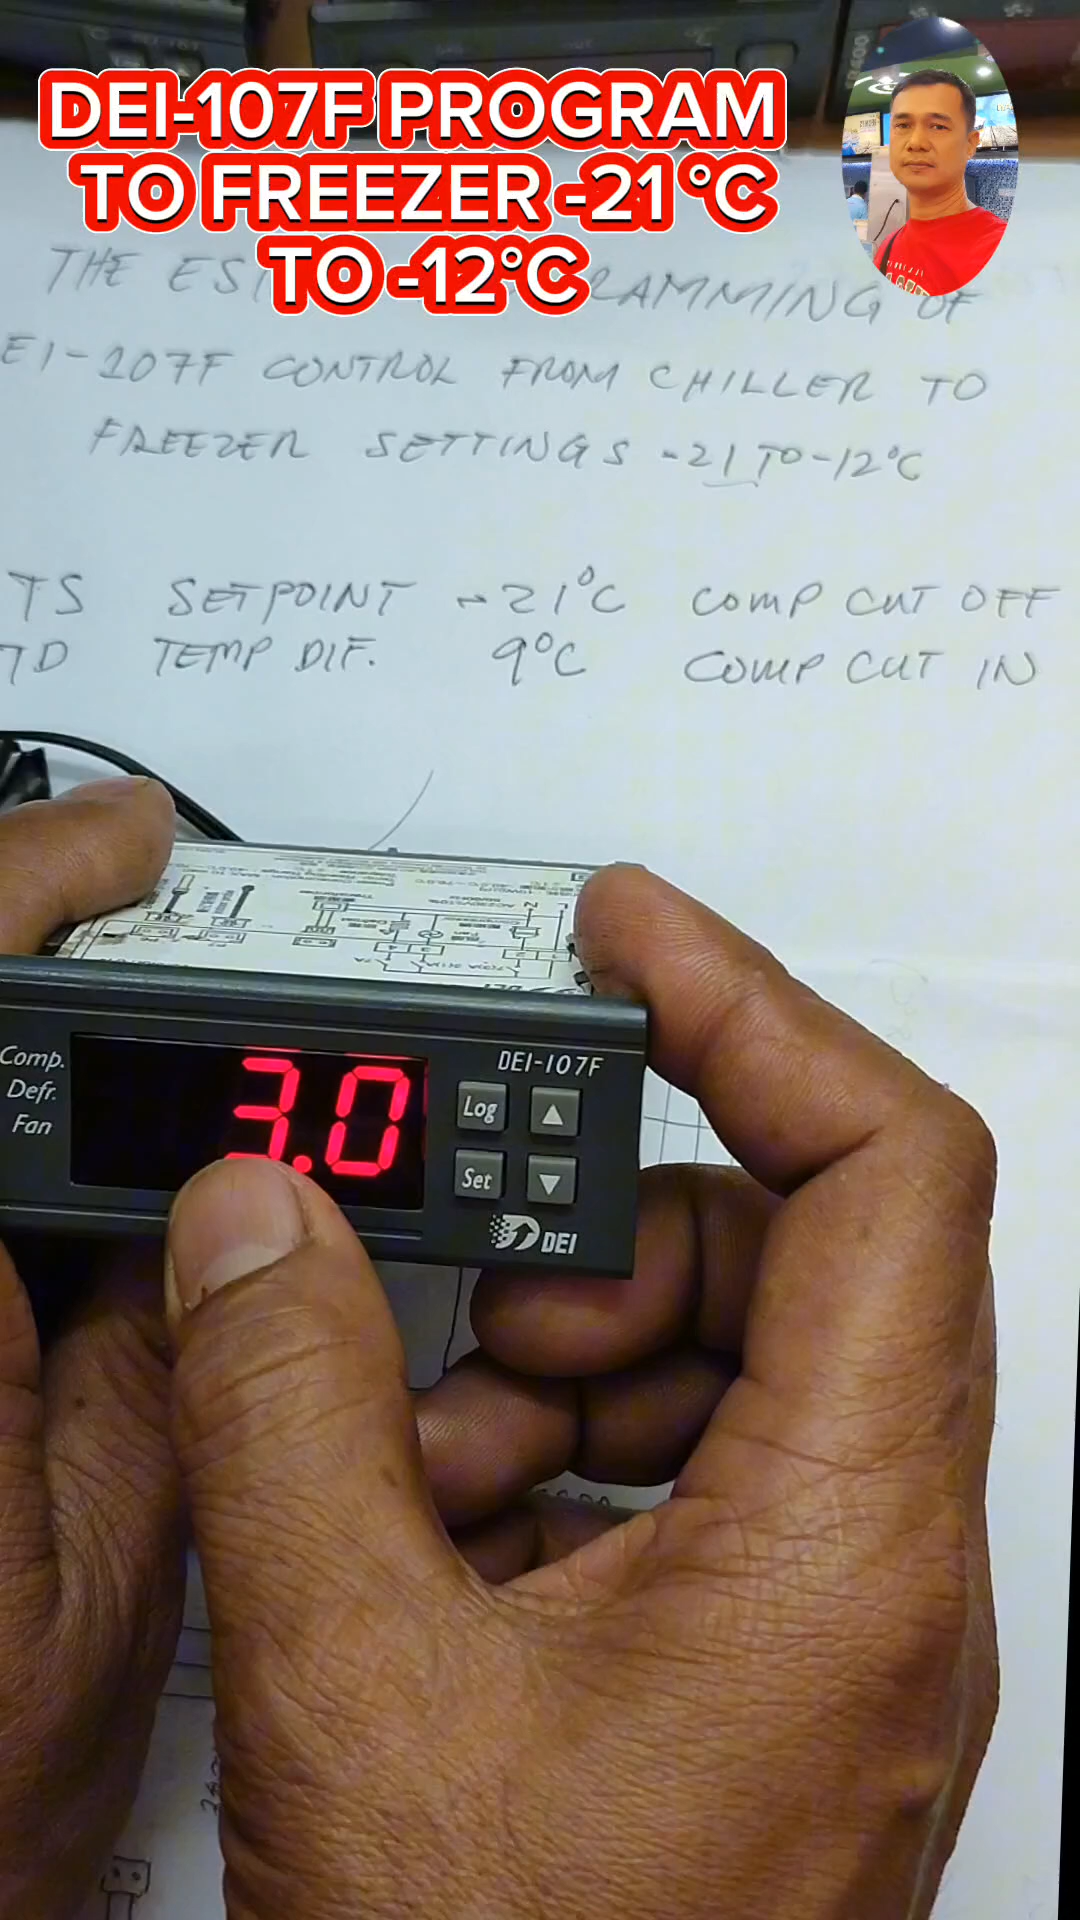 DEI-107F PROGRAM
TO FREEZER -21 °C
TO -12°C
THE
OF
EI-107F CONTROL FROM CHILLER TO
FREEZER SETTINGS -21 TO -12°C
TS SETPOINT -21°C COMP CUT OFF
TD TEMP DIF. 9°C COMP CUT IN
Comp.
Defr.
Fan
3.0
DEI-107F
Log
Set
DEI